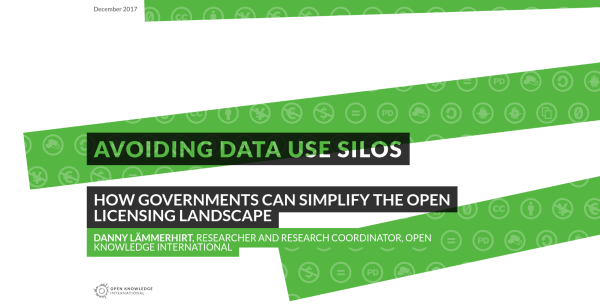 December 2017
AVOIDING DATA USE SILOS
HOW GOVERNMENTS CAN SIMPLIFY THE OPEN
LICENSING LANDSCAPE
DANNY LÄMMERHIRT, RESEARCHER AND RESEARCH COORDINATOR, OPEN
KNOWLEDGE INTERNATIONAL
OPEN KNOWLEDGE
INTERNATIONAL